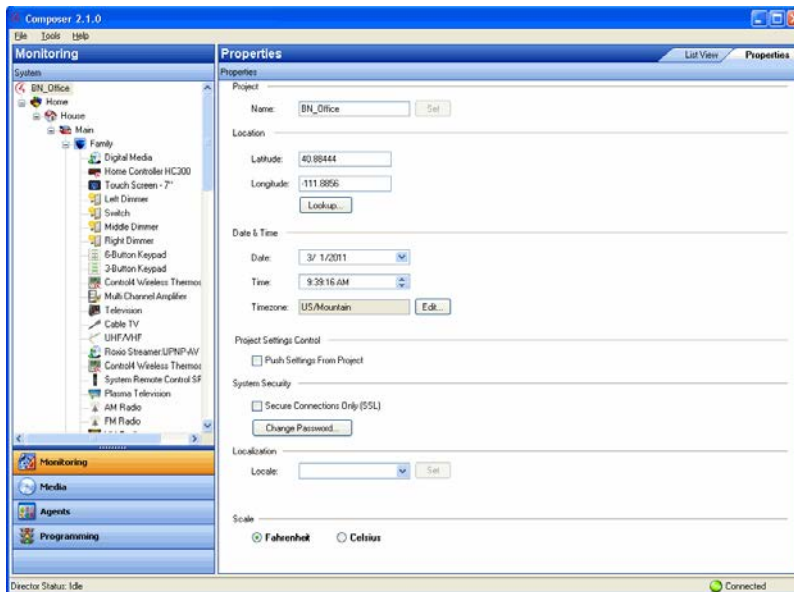 Composer 2.1.0
File Tools Help
Monitoring
System
BN_Office
Home
House
Main
Family
Digital Media
Home Controller HC300
Touch Screen - 7"
Left Dimmer
Switch
Middle Dimmer
Right Dimmer
6-Button Keypad
3-Button Keypad
Control4 Wireless Thermos
Multi Channel Amplifier
Television
Cable TV
UHF/VHF
Roxio Streamer:UPNP-AV
Control4 Wireless Thermos
System Remote Control SR
Plasma Television
AM Radio
FM Radio
Monitoring
Media
Agents
Programming
Properties
List View Properties
Properties
Project
Name: BN_Office Set
Location
Latitude: 40.88444
Longitude: -111.8856
Lookup...
Date & Time
Date: 3/ 1/2011
Time: 9:39:16 AM
Timezone: US/Mountain Edit...
Project Settings Control
Push Settings From Project
System Security
Secure Connections Only (SSL)
Change Password...
Localization
Locale: Set
Scale
Fahrenheit Celsius
Director Status: Idle
Connected